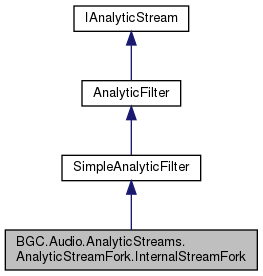 IAnalyticStream
AnalyticFilter
SimpleAnalyticFilter
BGC.Audio.AnalyticStreams.
AnalyticStreamFork.InternalStreamFork